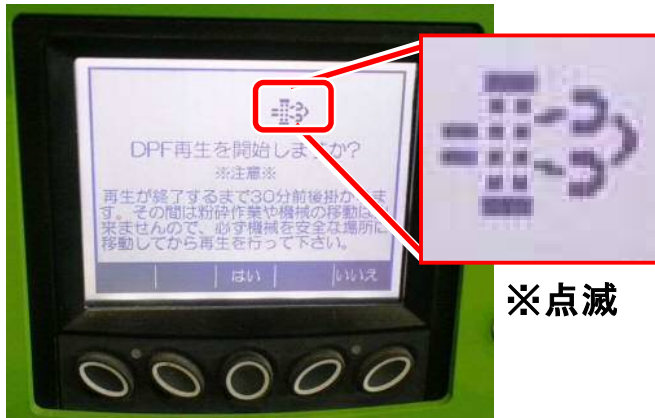 DPF再生を開始しますか?
※注意※
再生が終了するまで30分前後掛かりま
す。その間は粉砕作業や機械の移動は出
来ませんので、必ず機械を安全な場所に
移動してから再生を行って下さい。
はい いいえ
※点滅